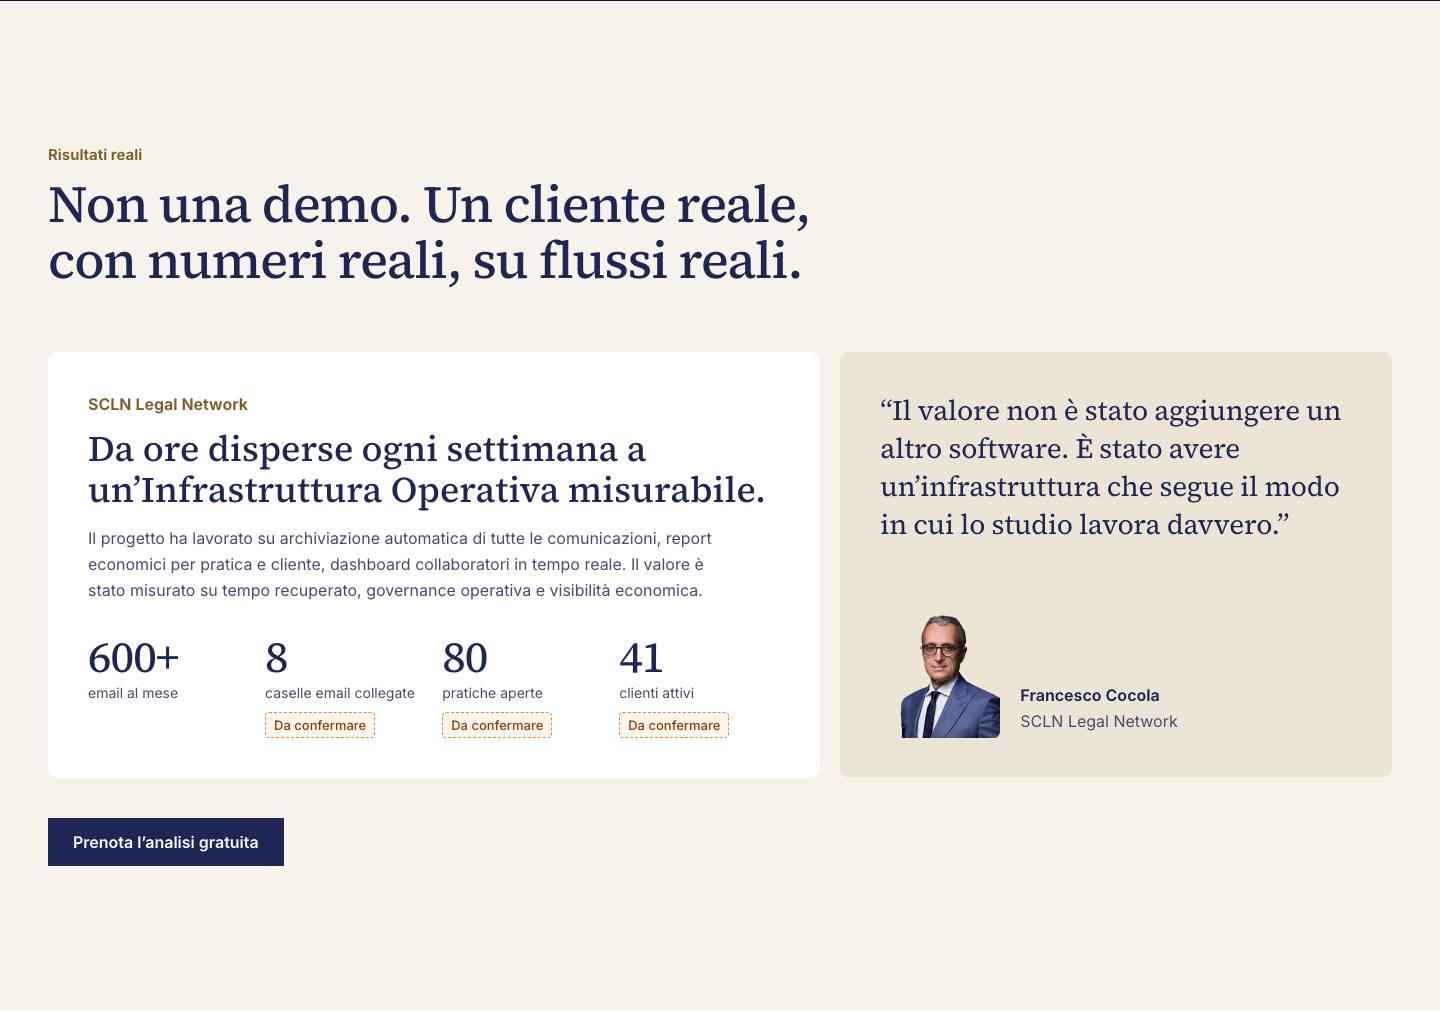 Risultati reali
Non una demo. Un cliente reale,
con numeri reali, su flussi reali.
SCLN Legal Network
Da ore disperse ogni settimana a
un’Infrastruttura Operativa misurabile.
Il progetto ha lavorato su archiviazione automatica di tutte le comunicazioni, report
economici per pratica e cliente, dashboard collaboratori in tempo reale. Il valore è
stato misurato su tempo recuperato, governance operativa e visibilità economica.
600+
email al mese
8
caselle email collegate
Da confermare
80
pratiche aperte
Da confermare
41
clienti attivi
Da confermare
“Il valore non è stato aggiungere un
altro software. È stato avere
un’infrastruttura che segue il modo
in cui lo studio lavora davvero.”
Francesco Cocola
SCLN Legal Network
Prenota l’analisi gratuita